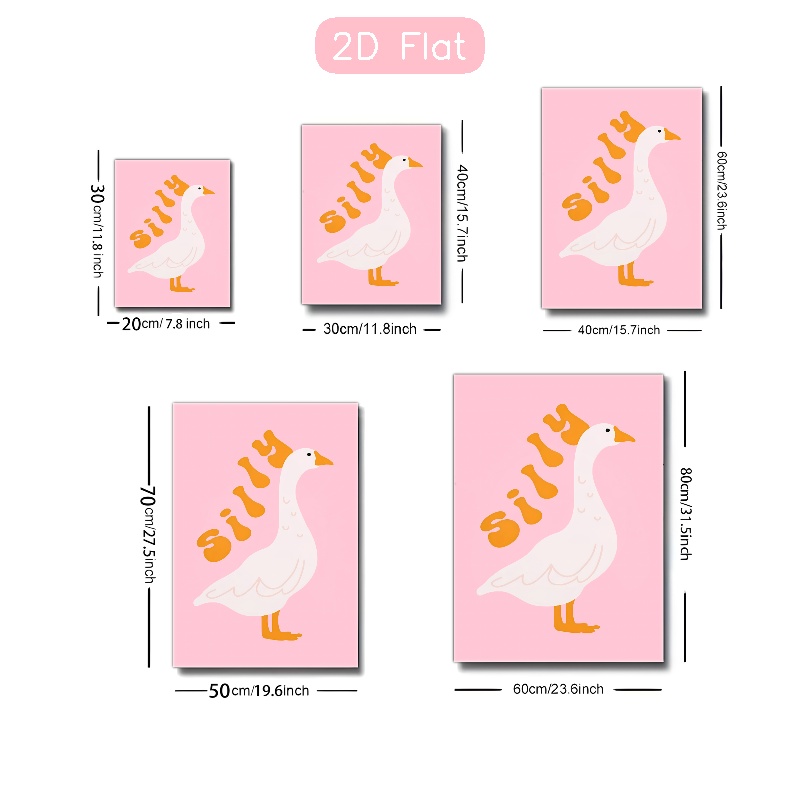 2D Flat
silly
30cm/11.8 inch
20cm/ 7.8 inch
silly
40cm/15.7inch
30cm/11.8inch
silly
60cm/23.6inch
40cm/15.7inch
silly
70cm/27.5inch
50cm/19.6inch
silly
80cm/31.5inch
60cm/23.6inch